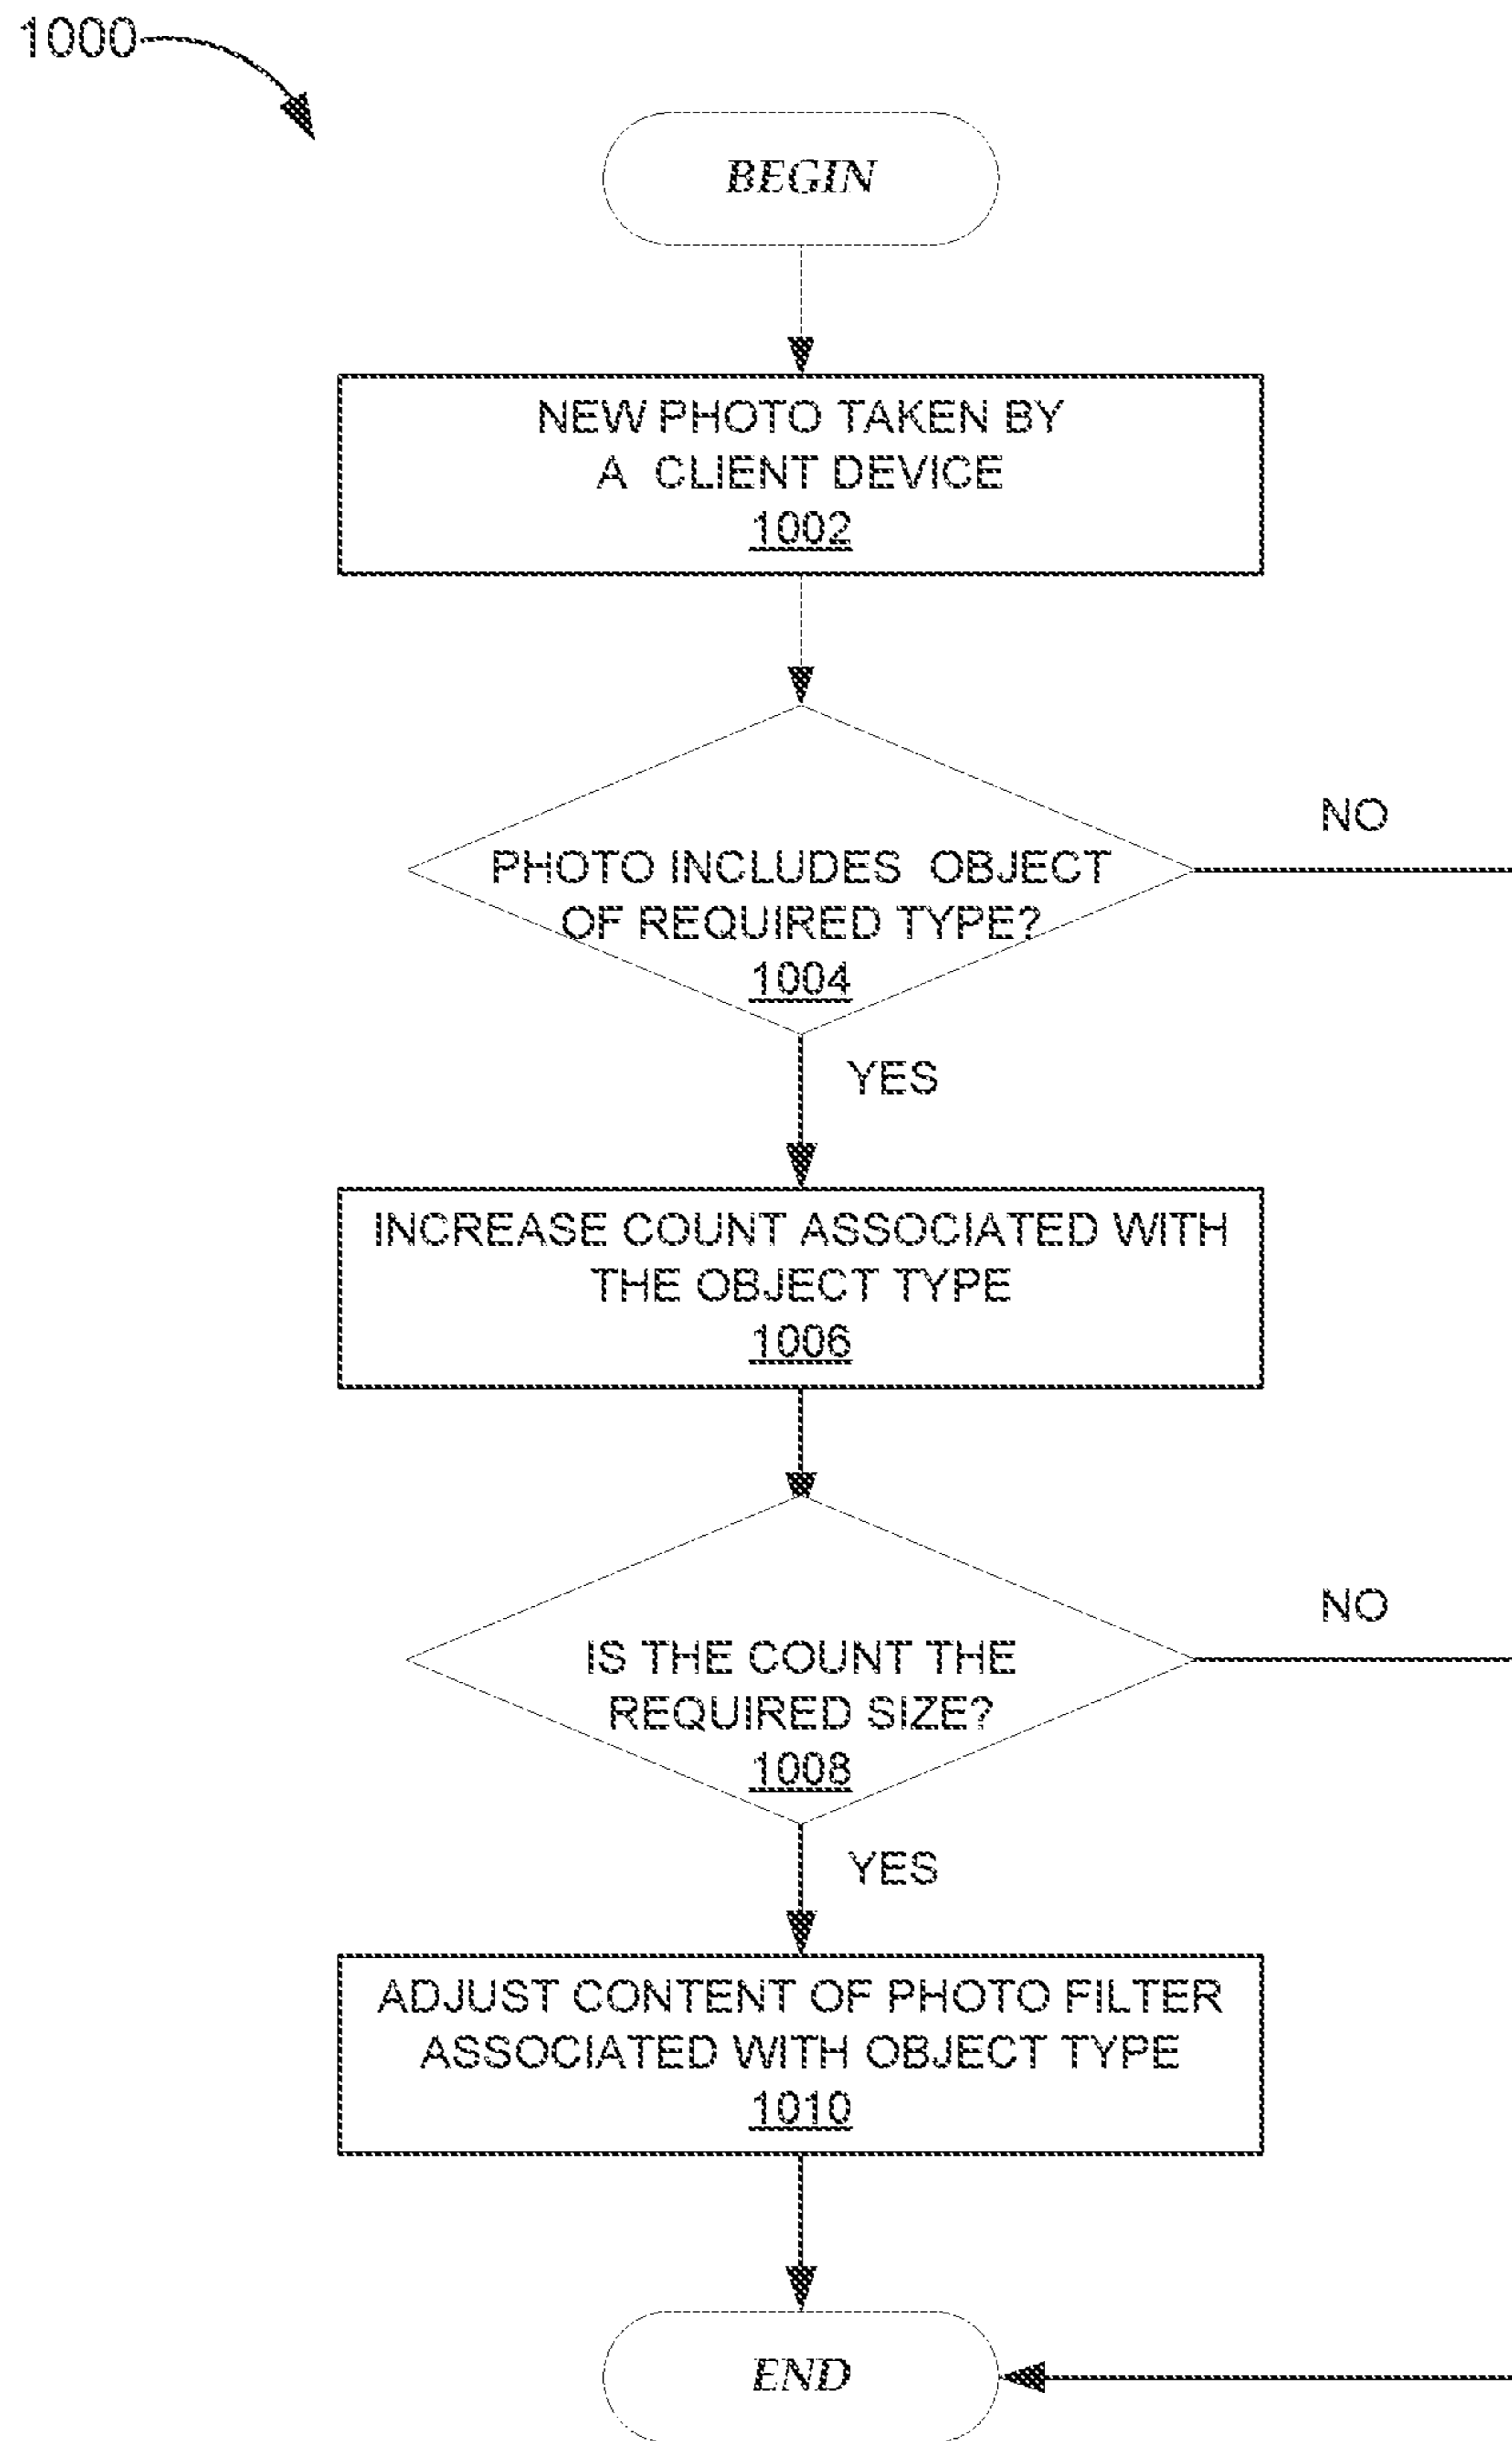 1000
BEGIN
NEW PHOTO TAKEN BY
A CLIENT DEVICE
1002
PHOTO INCLUDES OBJECT
OF REQUIRED TYPE?
1004
NO
YES
INCREASE COUNT ASSOCIATED WITH
THE OBJECT TYPE
1006
IS THE COUNT THE
REQUIRED SIZE?
1008
NO
YES
ADJUST CONTENT OF PHOTO FILTER
ASSOCIATED WITH OBJECT TYPE
1010
END